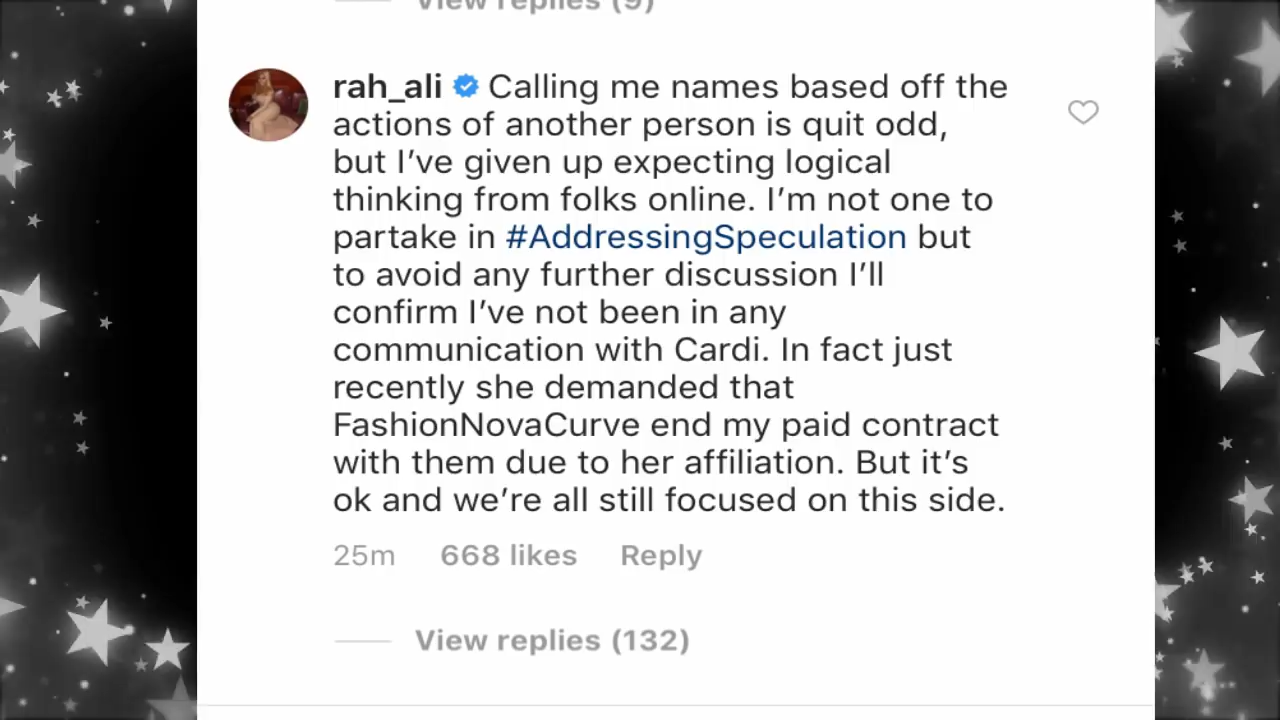 View replies (9)
rah_ali Calling me names based off the
actions of another person is quit odd,
but I've given up expecting logical
thinking from folks online. I'm not one to
partake in #AddressingSpeculation but
to avoid any further discussion I'll
confirm I've not been in any
communication with Cardi. In fact just
recently she demanded that
FashionNovaCurve end my paid contract
with them due to her affiliation. But it's
ok and we're all still focused on this side.
25m 668 likes Reply
View replies (132)